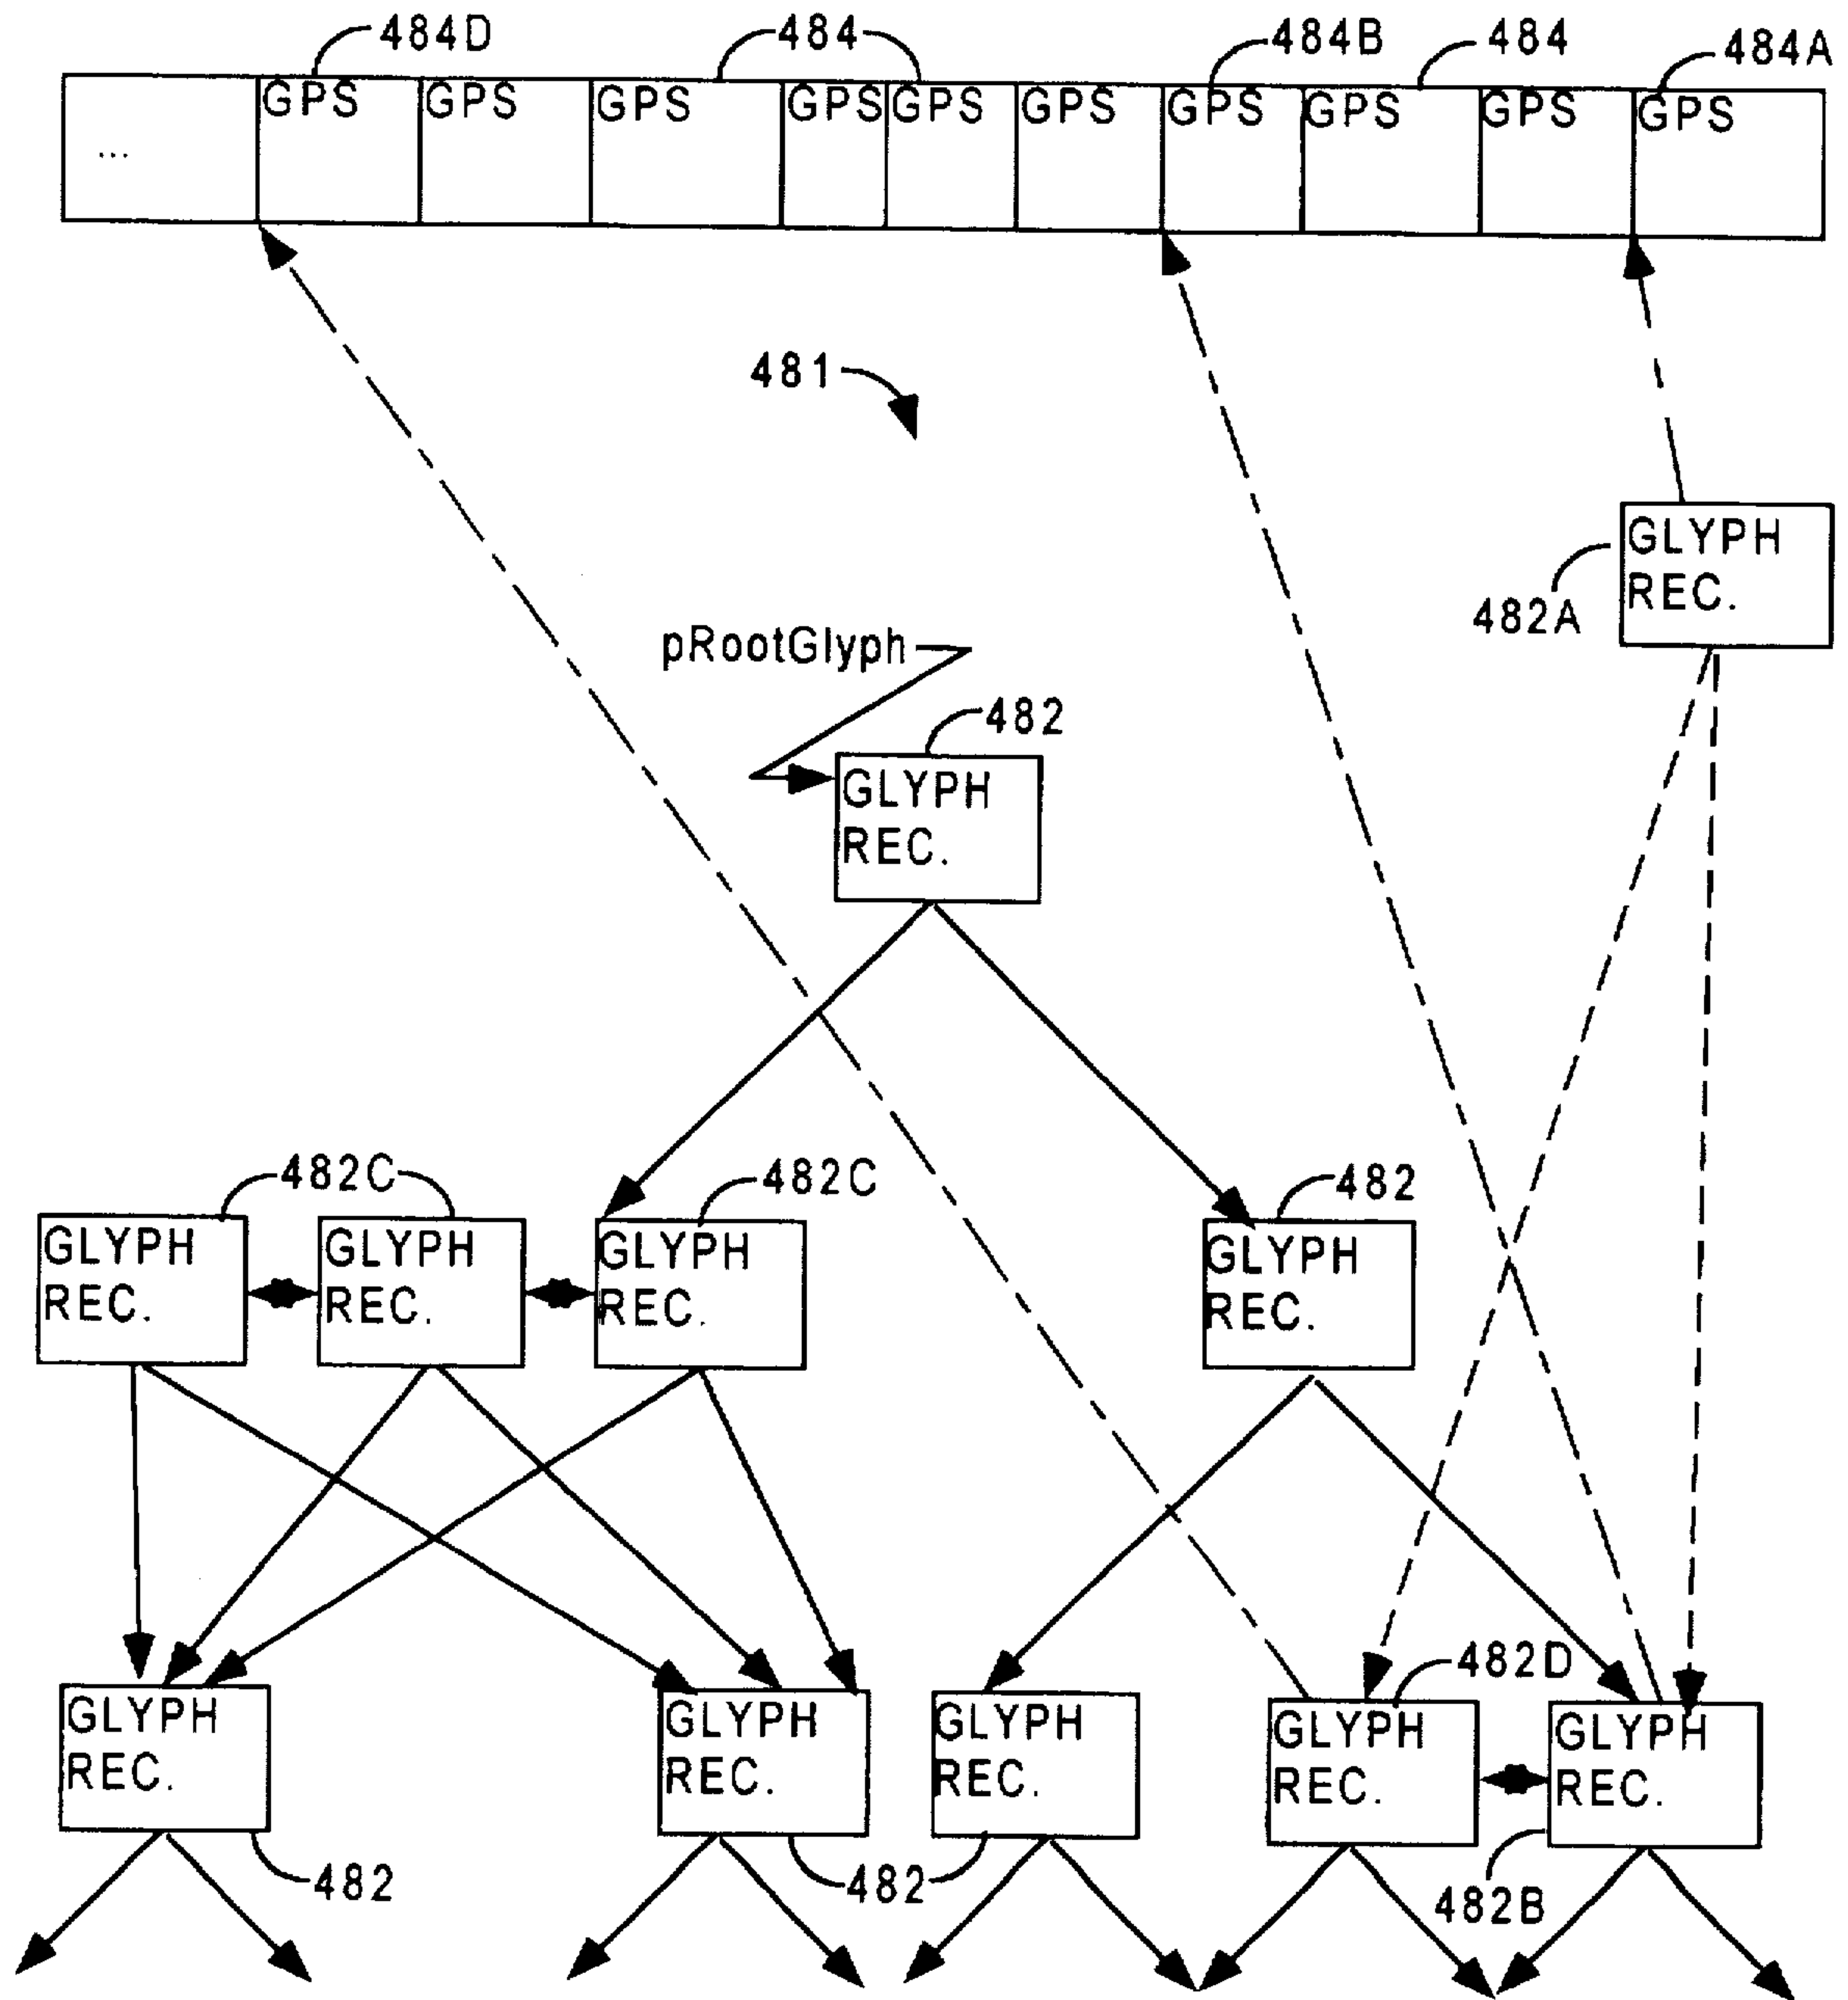 484D 484 484B 484 484A
GPS GPS GPS GPS GPS GPS GPS GPS GPS GPS
...
481
GLYPH
REC.
482A
pRootGlyph
482
GLYPH
REC.
482C 482C 482
GLYPH GLYPH GLYPH GLYPH
REC. REC. REC. REC.
482D
GLYPH GLYPH GLYPH GLYPH GLYPH
REC. REC. REC. REC. REC.
482 482 482B